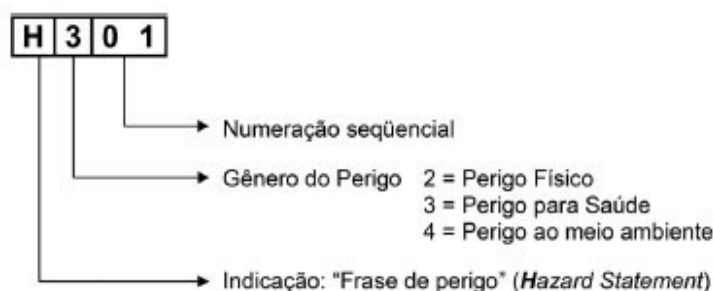 H 3 0 1
Numeração seqüencial
Gênero do Perigo 2 = Perigo Físico
3 = Perigo para Saúde
4 = Perigo ao meio ambiente
Indicação: "Frase de perigo" (Hazard Statement)